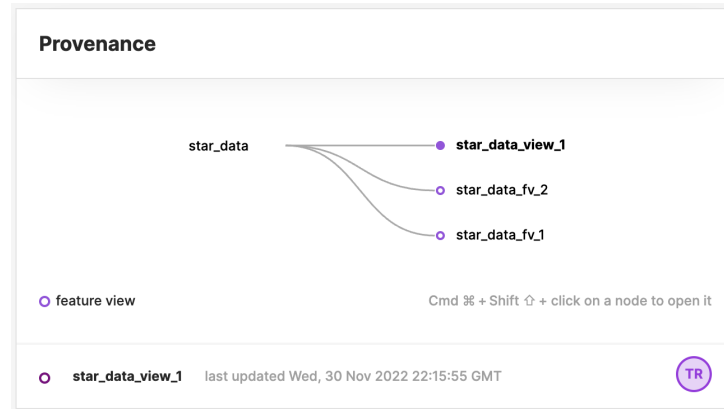 Provenance
star_data
star_data_view_1
star_data_fv_2
star_data_fv_1
feature view
Cmd ⌘ + Shift ⇧ + click on a node to open it
star_data_view_1 last updated Wed, 30 Nov 2022 22:15:55 GMT
TR